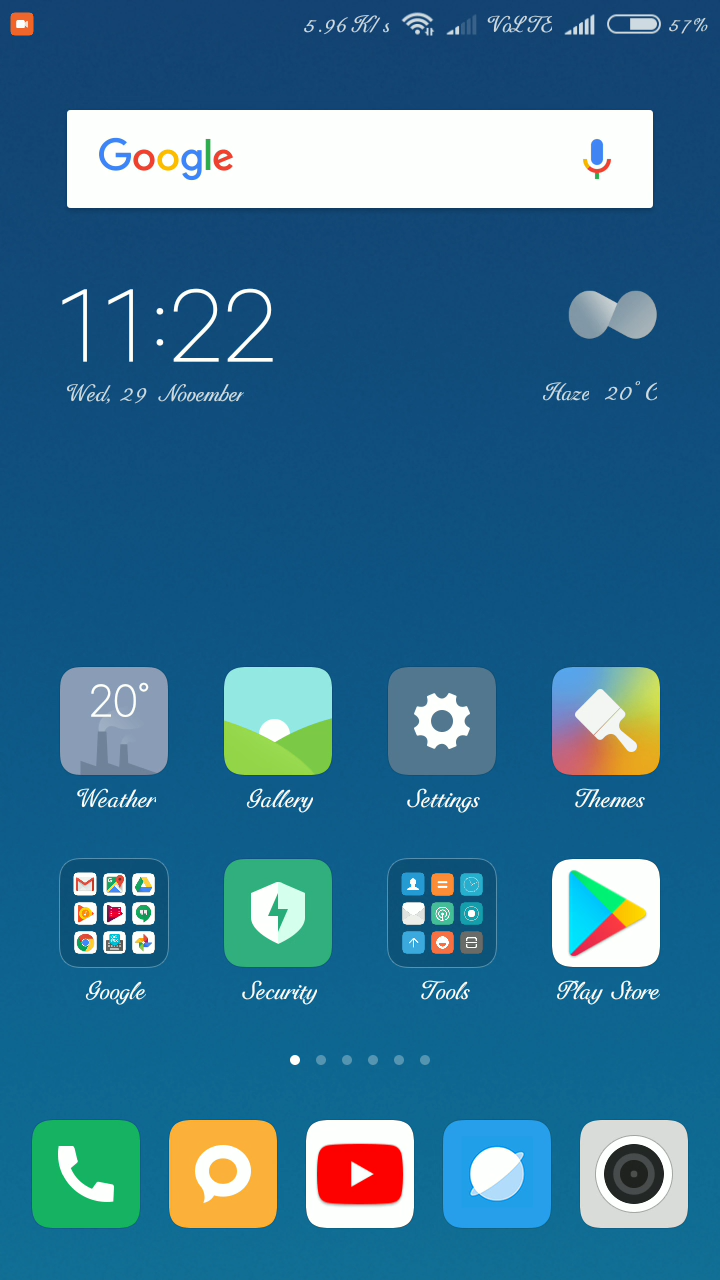 5.96 K/s VoLTE 57%
Google
11:22
Wed, 29 November
Haze 20°C
20°
Weather Gallery Settings Themes
Google Security Tools Play Store